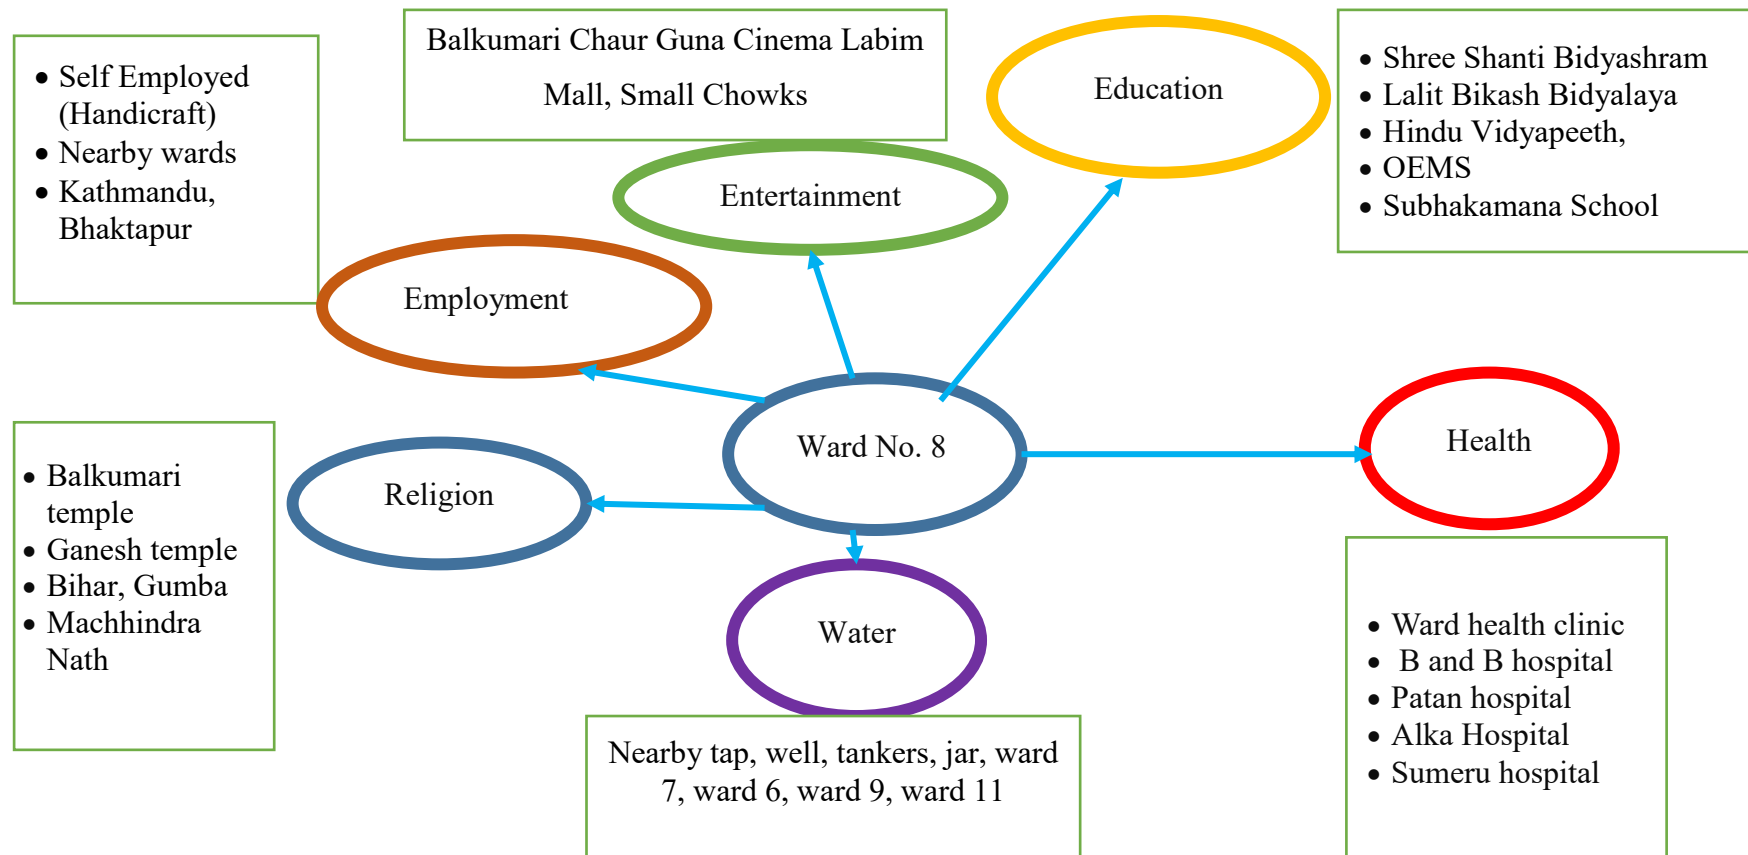 Balkumari Chaur Guna Cinema Labim
Mall, Small Chowks
• Self Employed
(Handicraft)
• Nearby wards
• Kathmandu,
Bhaktapur
Education
• Shree Shanti Bidyashram
• Lalit Bikash Bidyalaya
• Hindu Vidyapeeth,
• OEMS
• Subhakamana School
Entertainment
Employment
Ward No. 8
Health
Religion
• Balkumari
temple
• Ganesh temple
• Bihar, Gumba
• Machhindra
Nath
Water
Nearby tap, well, tankers, jar, ward
7, ward 6, ward 9, ward 11
• Ward health clinic
• B and B hospital
• Patan hospital
• Alka Hospital
• Sumeru hospital